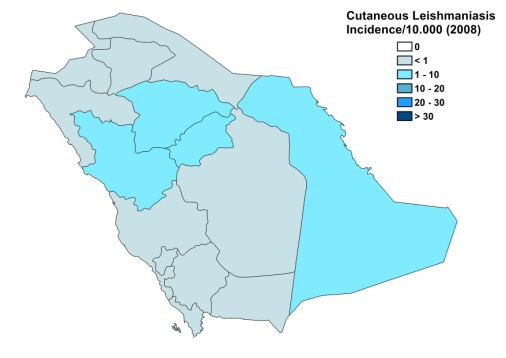 Cutaneous Leishmaniasis
Incidence/10.000 (2008)
0
< 1
1 - 10
10 - 20
20 - 30
> 30